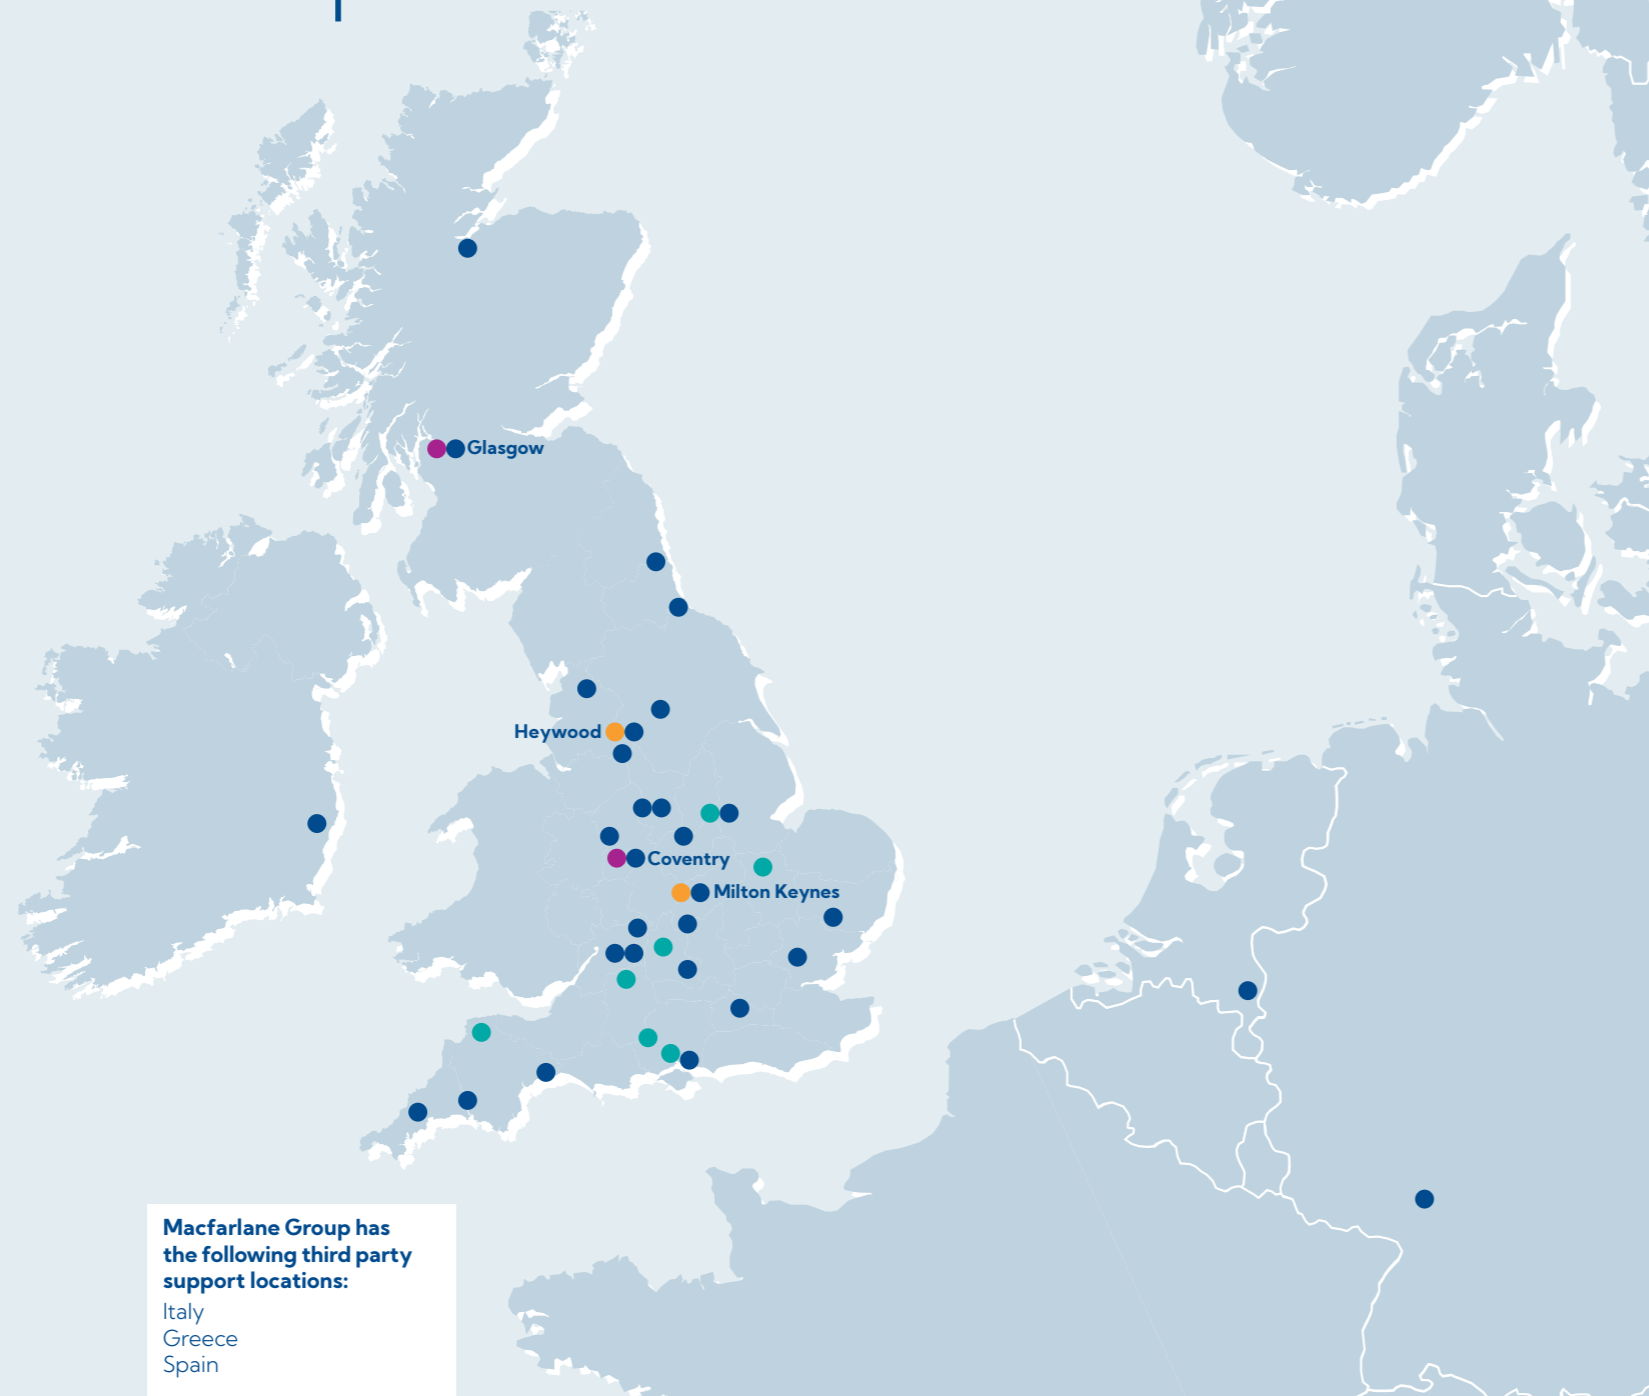 Glasgow
Heywood
Coventry
Milton Keynes
Macfarlane Group has
the following third party
support locations:
Italy
Greece
Spain